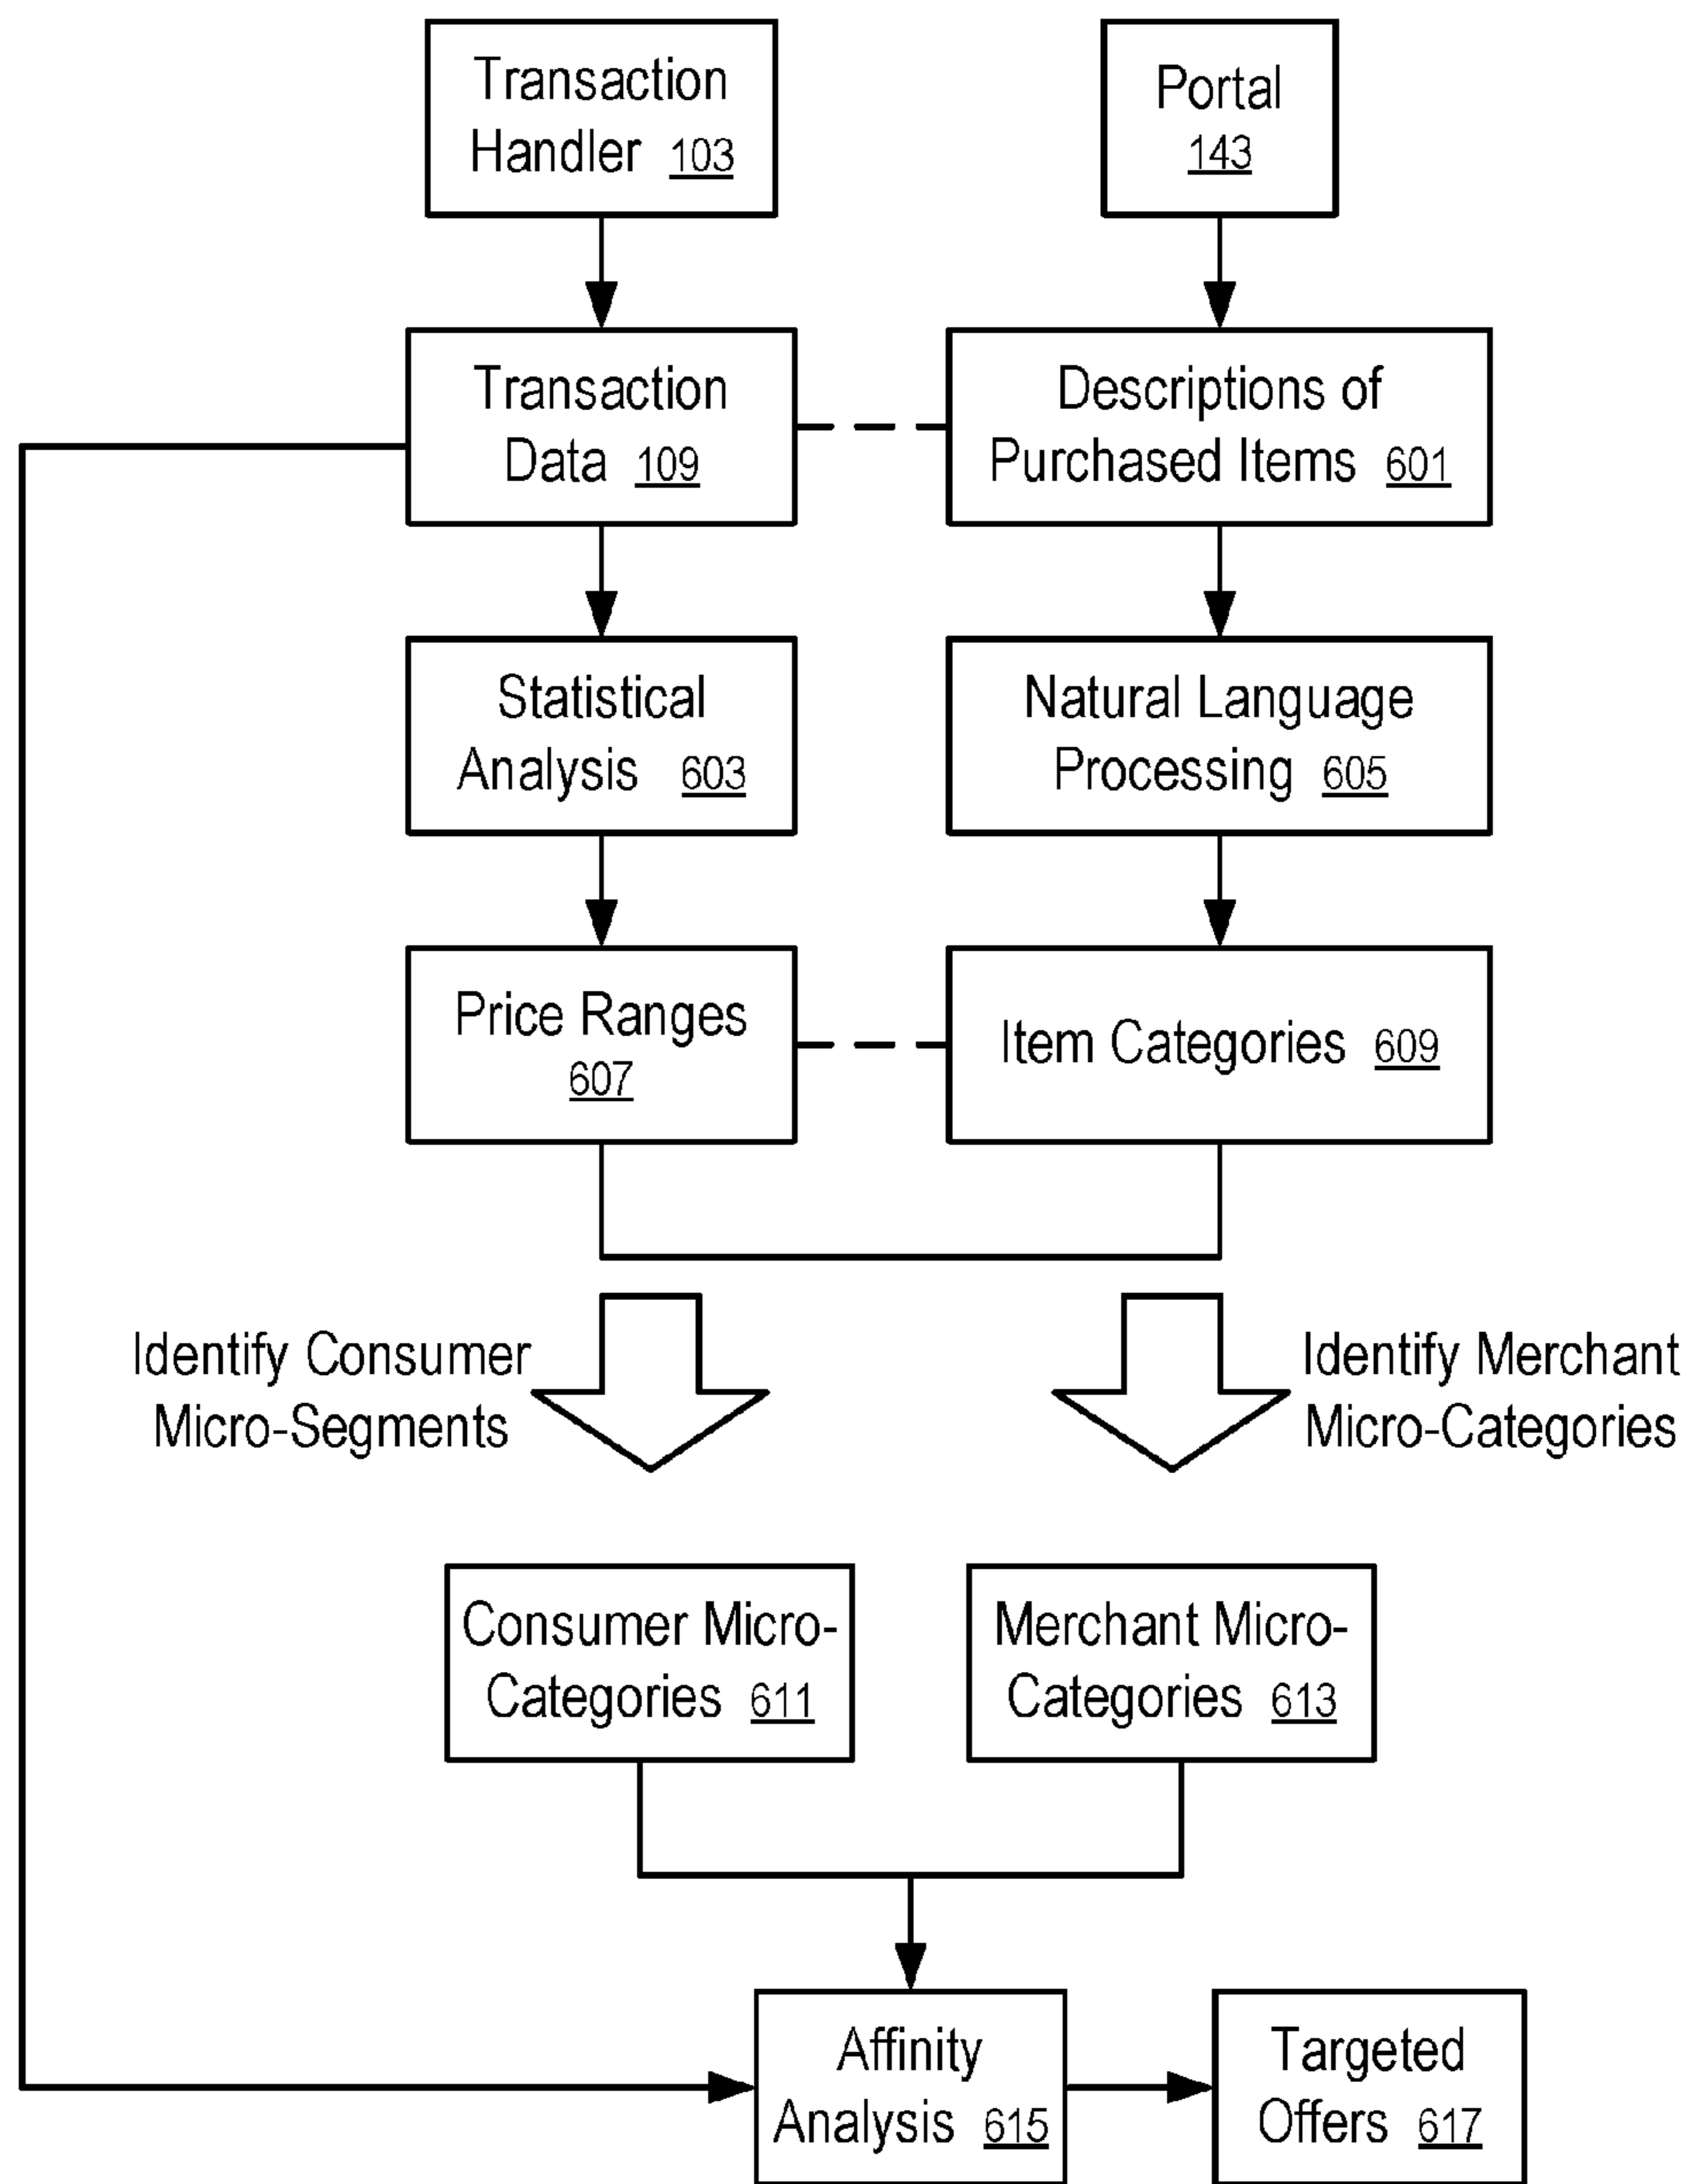 Transaction
Handler 103
Portal
143
Transaction
Data 109
Descriptions of
Purchased Items 601
Statistical
Analysis 603
Natural Language
Processing 605
Price Ranges
607
Item Categories 609
Identify Consumer
Micro-Segments
Identify Merchant
Micro-Categories
Consumer Micro-
Categories 611
Merchant Micro-
Categories 613
Affinity
Analysis 615
Targeted
Offers 617